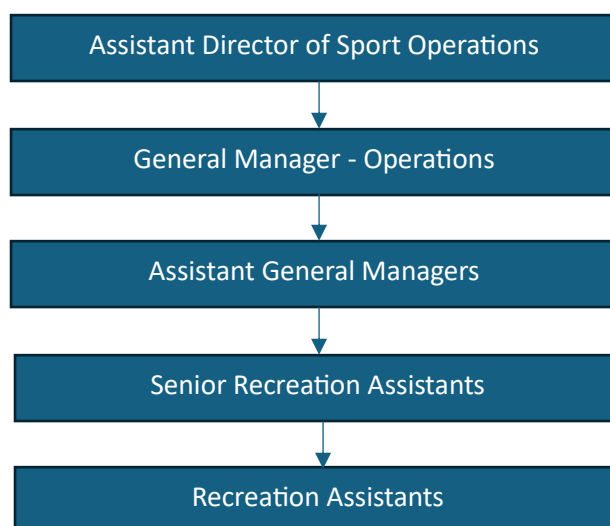 Assistant Director of Sport Operations
General Manager - Operations
Assistant General Managers
Senior Recreation Assistants
Recreation Assistants